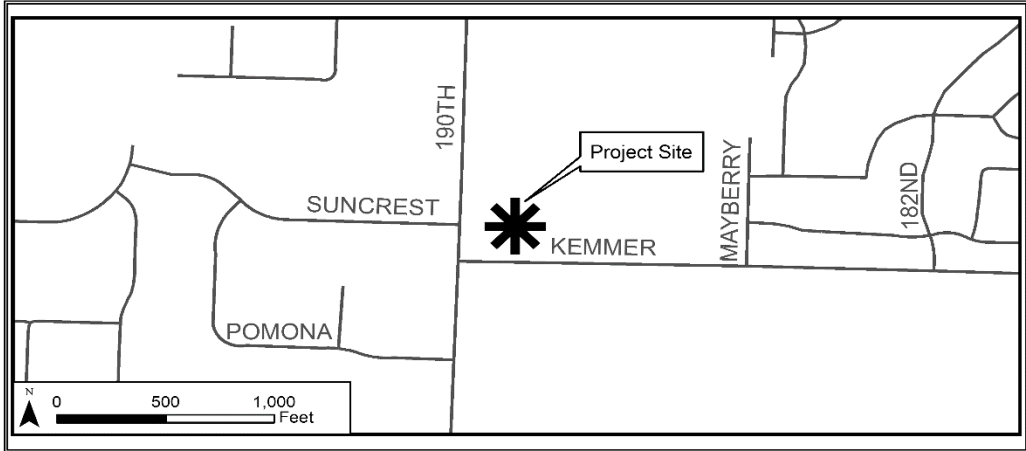 190TH
Project Site
MAYBERRY
182ND
SUNCREST
KEMMER
POMONA
N
0 500 1,000
Feet